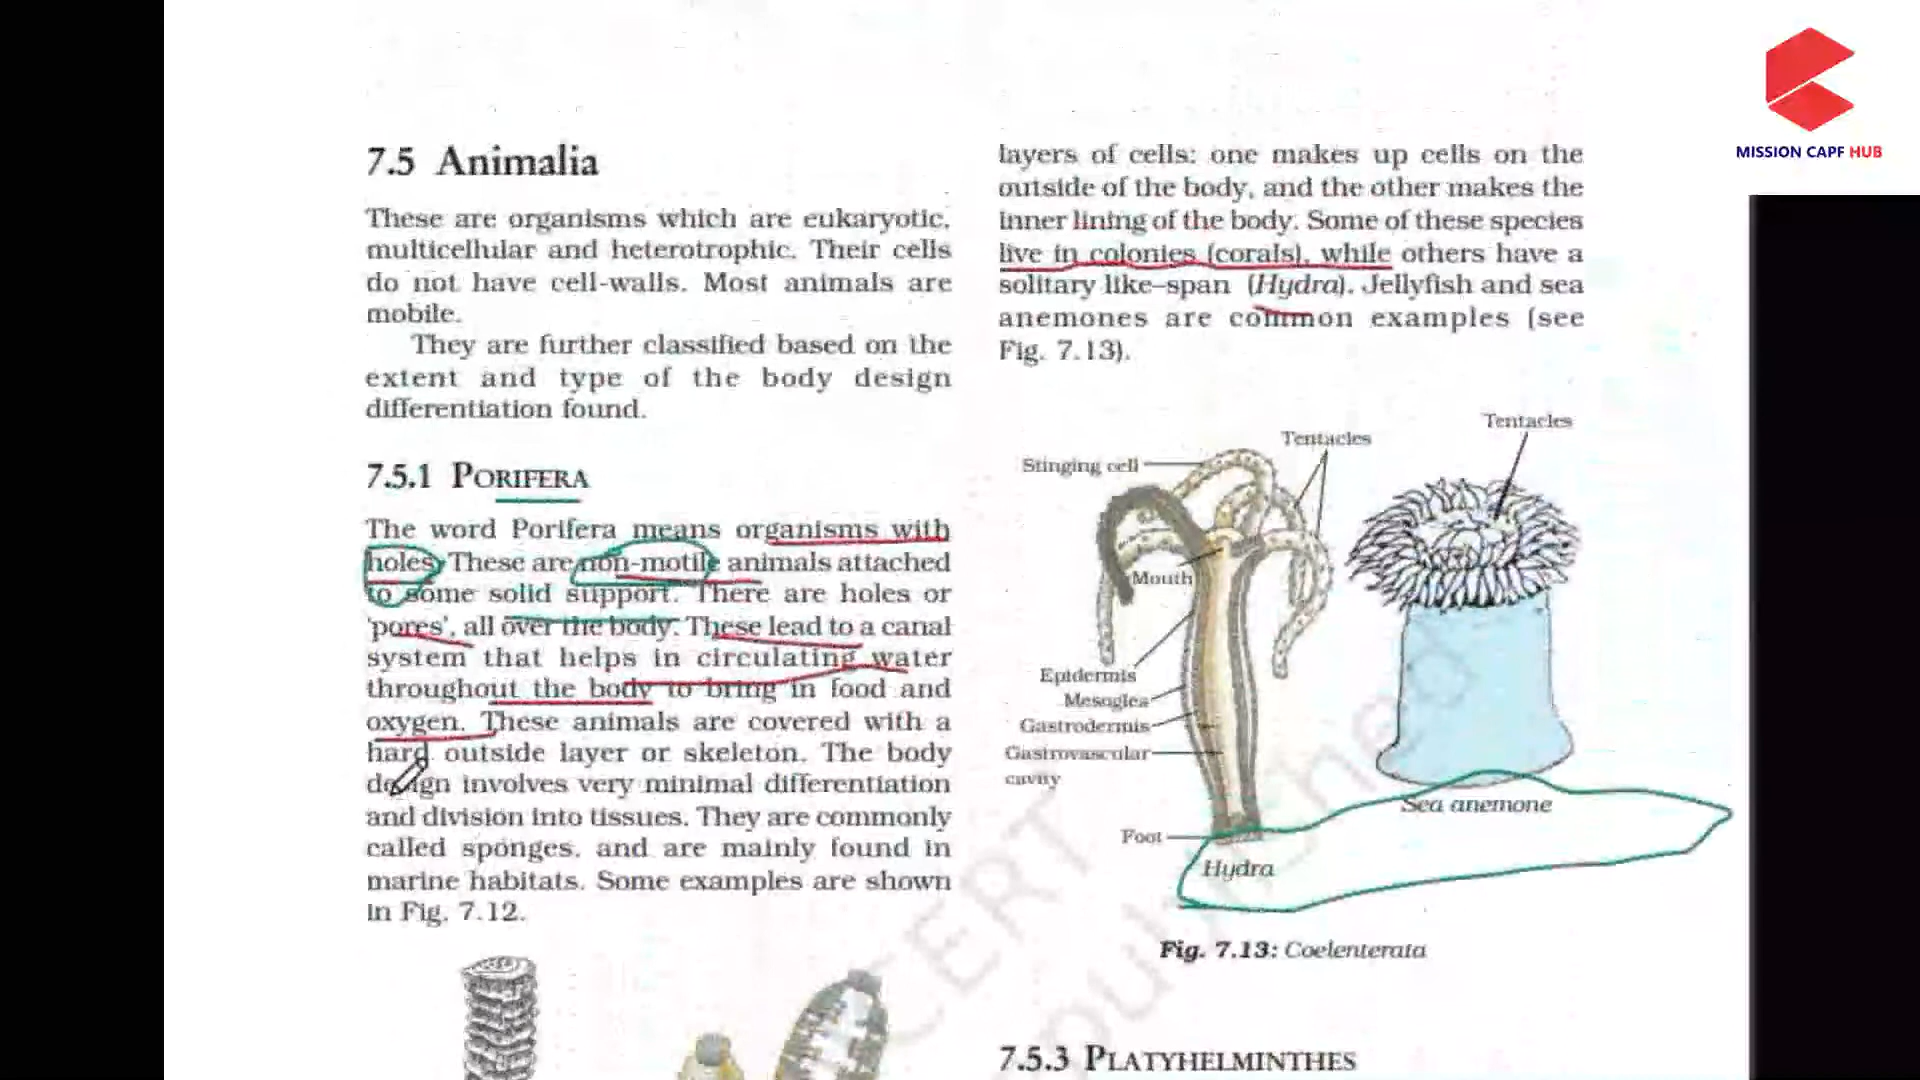 7.5 Animalia
These are organisms which are eukaryotic,
multicellular and heterotrophic. Their cells
do not have cell-walls. Most animals are
mobile.
They are further classified based on the
extent and type of the body design
differentiation found.
7.5.1 PORIFERA
The word Porifera means organisms with
holes. These are non-motile animals attached
to some solid support. There are holes or
'pores', all over the body. These lead to a canal
system that helps in circulating water
throughout the body to bring in food and
oxygen. These animals are covered with a
hard outside layer or skeleton. The body
design involves very minimal differentiation
and division into tissues. They are commonly
called sponges, and are mainly found in
marine habitats. Some examples are shown
in Fig. 7.12.
layers of cells: one makes up cells on the
outside of the body, and the other makes the
inner lining of the body. Some of these species
live in colonies (corals), while others have a
solitary like–span (Hydra). Jellyfish and sea
anemones are common examples (see
Fig. 7.13).
Tentacles
Tentacles
Stinging cell
Mouth
Epidermis
Mesoglea
Gastrodermis
Gastrovascular
cavity
Foot
Sea anemone
Hydra
Fig. 7.13: Coelenterata
7.5.3 PLATYHELMINTHES
MISSION CAPF HUB